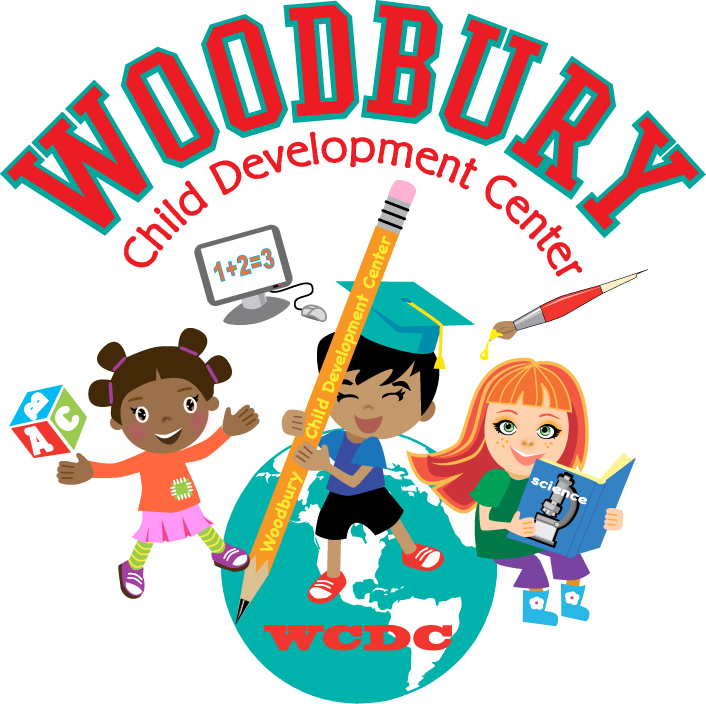 WOODBURY
Child Development Center
1+2=3
Woodbury Child Development Center
B
A C
science
WCDC